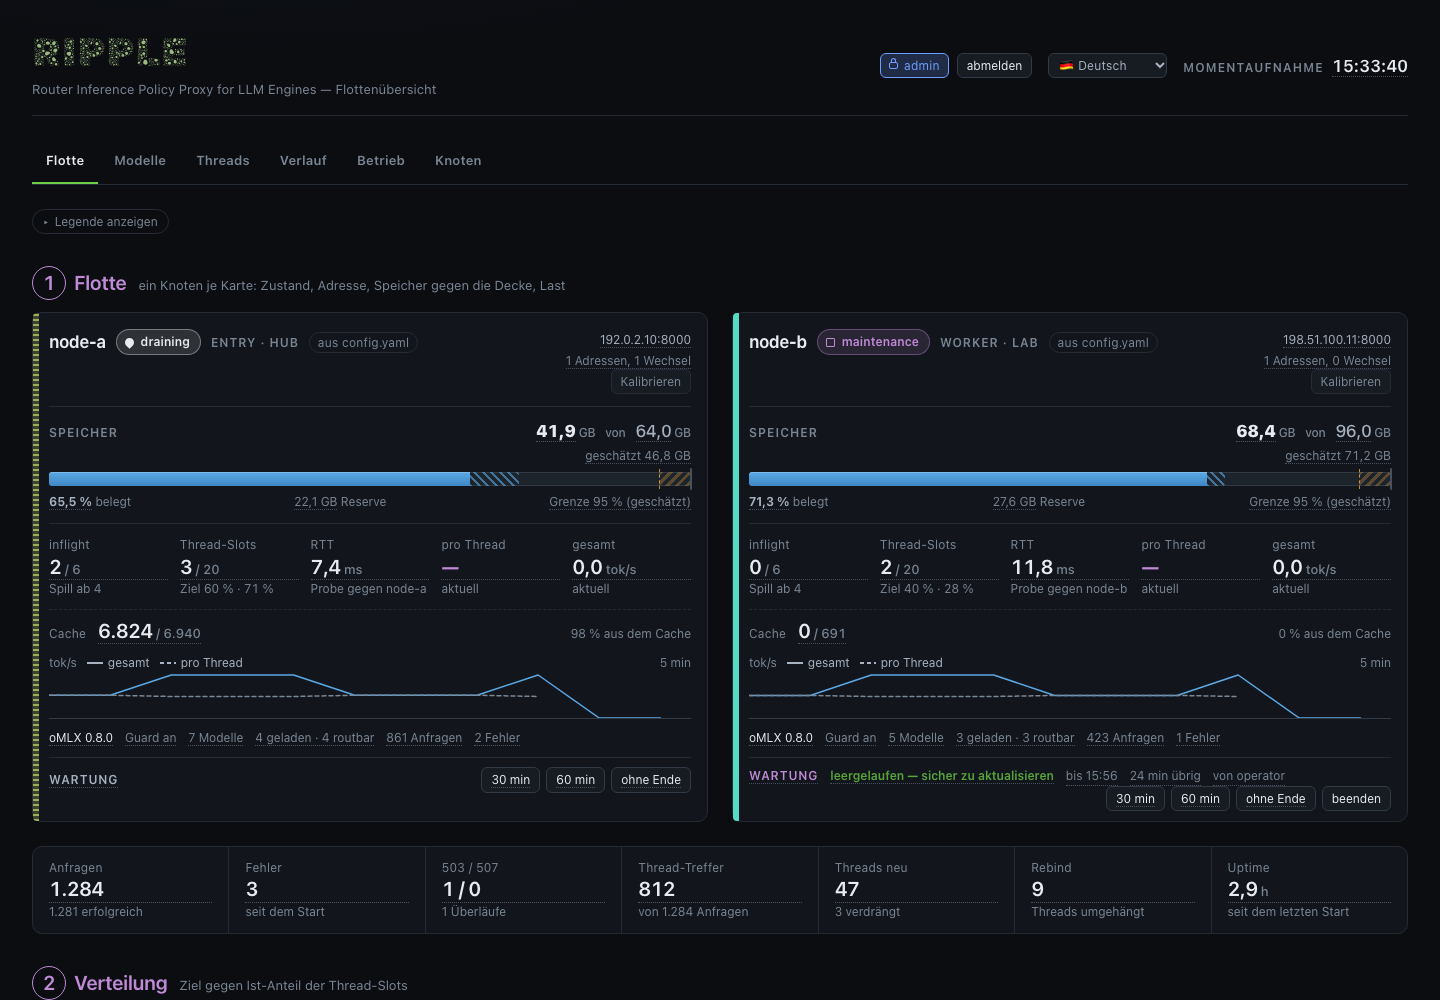 RIPPLE
Router Inference Policy Proxy for LLM Engines — Flottenübersicht
admin
abmelden
Deutsch
MOMENTAUFNAHME 15:33:40
Flotte Modelle Threads Verlauf Betrieb Knoten
Legende anzeigen
1 Flotte ein Knoten je Karte: Zustand, Adresse, Speicher gegen die Decke, Last
node-a draining ENTRY · HUB aus config.yaml 192.0.2.10:8000
1 Adressen, 1 Wechsel
Kalibrieren
SPEICHER 41,9 GB von 64,0 GB
geschätzt 46,8 GB
65,5 % belegt 22,1 GB Reserve Grenze 95 % (geschätzt)
inflight Thread-Slots RTT pro Thread gesamt
2 / 6 3 / 20 7,4 ms — 0,0 tok/s
Spill ab 4 Ziel 60 % · 71 % Probe gegen node-a aktuell aktuell
Cache 6.824 / 6.940 98 % aus dem Cache
tok/s gesamt pro Thread 5 min
oMLX 0.8.0 Guard an 7 Modelle 4 geladen · 4 routbar 861 Anfragen 2 Fehler
WARTUNG 30 min 60 min ohne Ende
node-b maintenance WORKER · LAB aus config.yaml 198.51.100.11:8000
1 Adressen, 0 Wechsel
Kalibrieren
SPEICHER 68,4 GB von 96,0 GB
geschätzt 71,2 GB
71,3 % belegt 27,6 GB Reserve Grenze 95 % (geschätzt)
inflight Thread-Slots RTT pro Thread gesamt
0 / 6 2 / 20 11,8 ms — 0,0 tok/s
Spill ab 4 Ziel 40 % · 28 % Probe gegen node-b aktuell aktuell
Cache 0 / 691 0 % aus dem Cache
tok/s gesamt pro Thread 5 min
oMLX 0.8.0 Guard an 5 Modelle 3 geladen · 3 routbar 423 Anfragen 1 Fehler
WARTUNG leergelaufen — sicher zu aktualisieren bis 15:56 24 min übrig von operator
30 min 60 min ohne Ende beenden
Anfragen Fehler 503 / 507 Thread-Treffer Threads neu Rebind Uptime
1.284 3 1 / 0 812 47 9 2,9 h
1.281 erfolgreich seit dem Start 1 Überläufe von 1.284 Anfragen 3 verdrängt Threads umgehängt seit dem letzten Start
2 Verteilung Ziel gegen Ist-Anteil der Thread-Slots